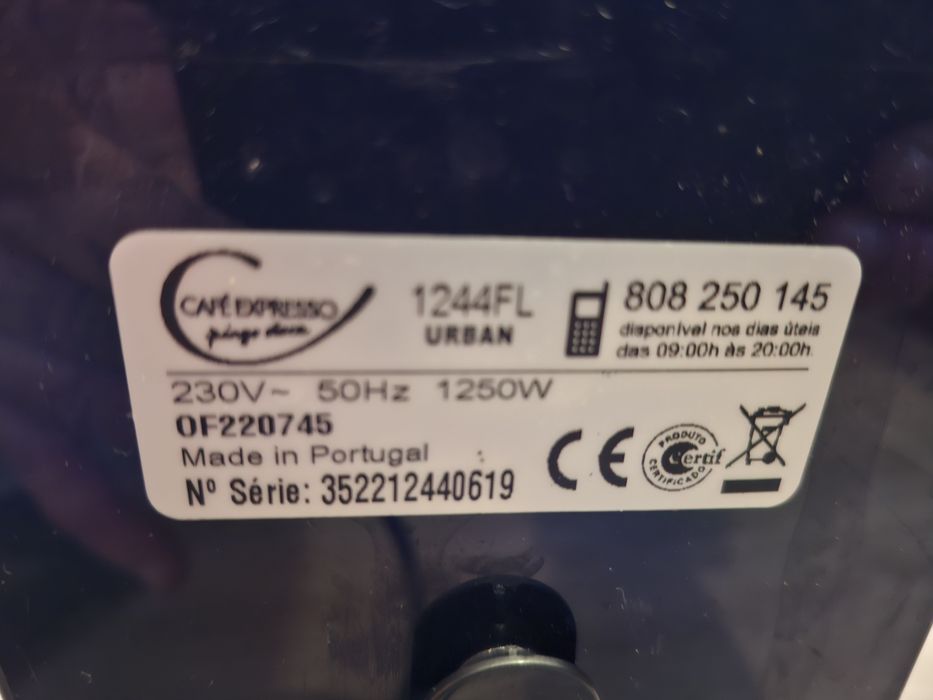 CAFÉ EXPRESSO
pingo doce
1244FL
URBAN
808 250 145
disponível nos dias úteis
das 09:00h às 20:00h
230V~ 50Hz 1250W
OF220745
Made in Portugal
Nº Série: 352212440619
CE
PRODUTO
Certif
CERTIFICADO